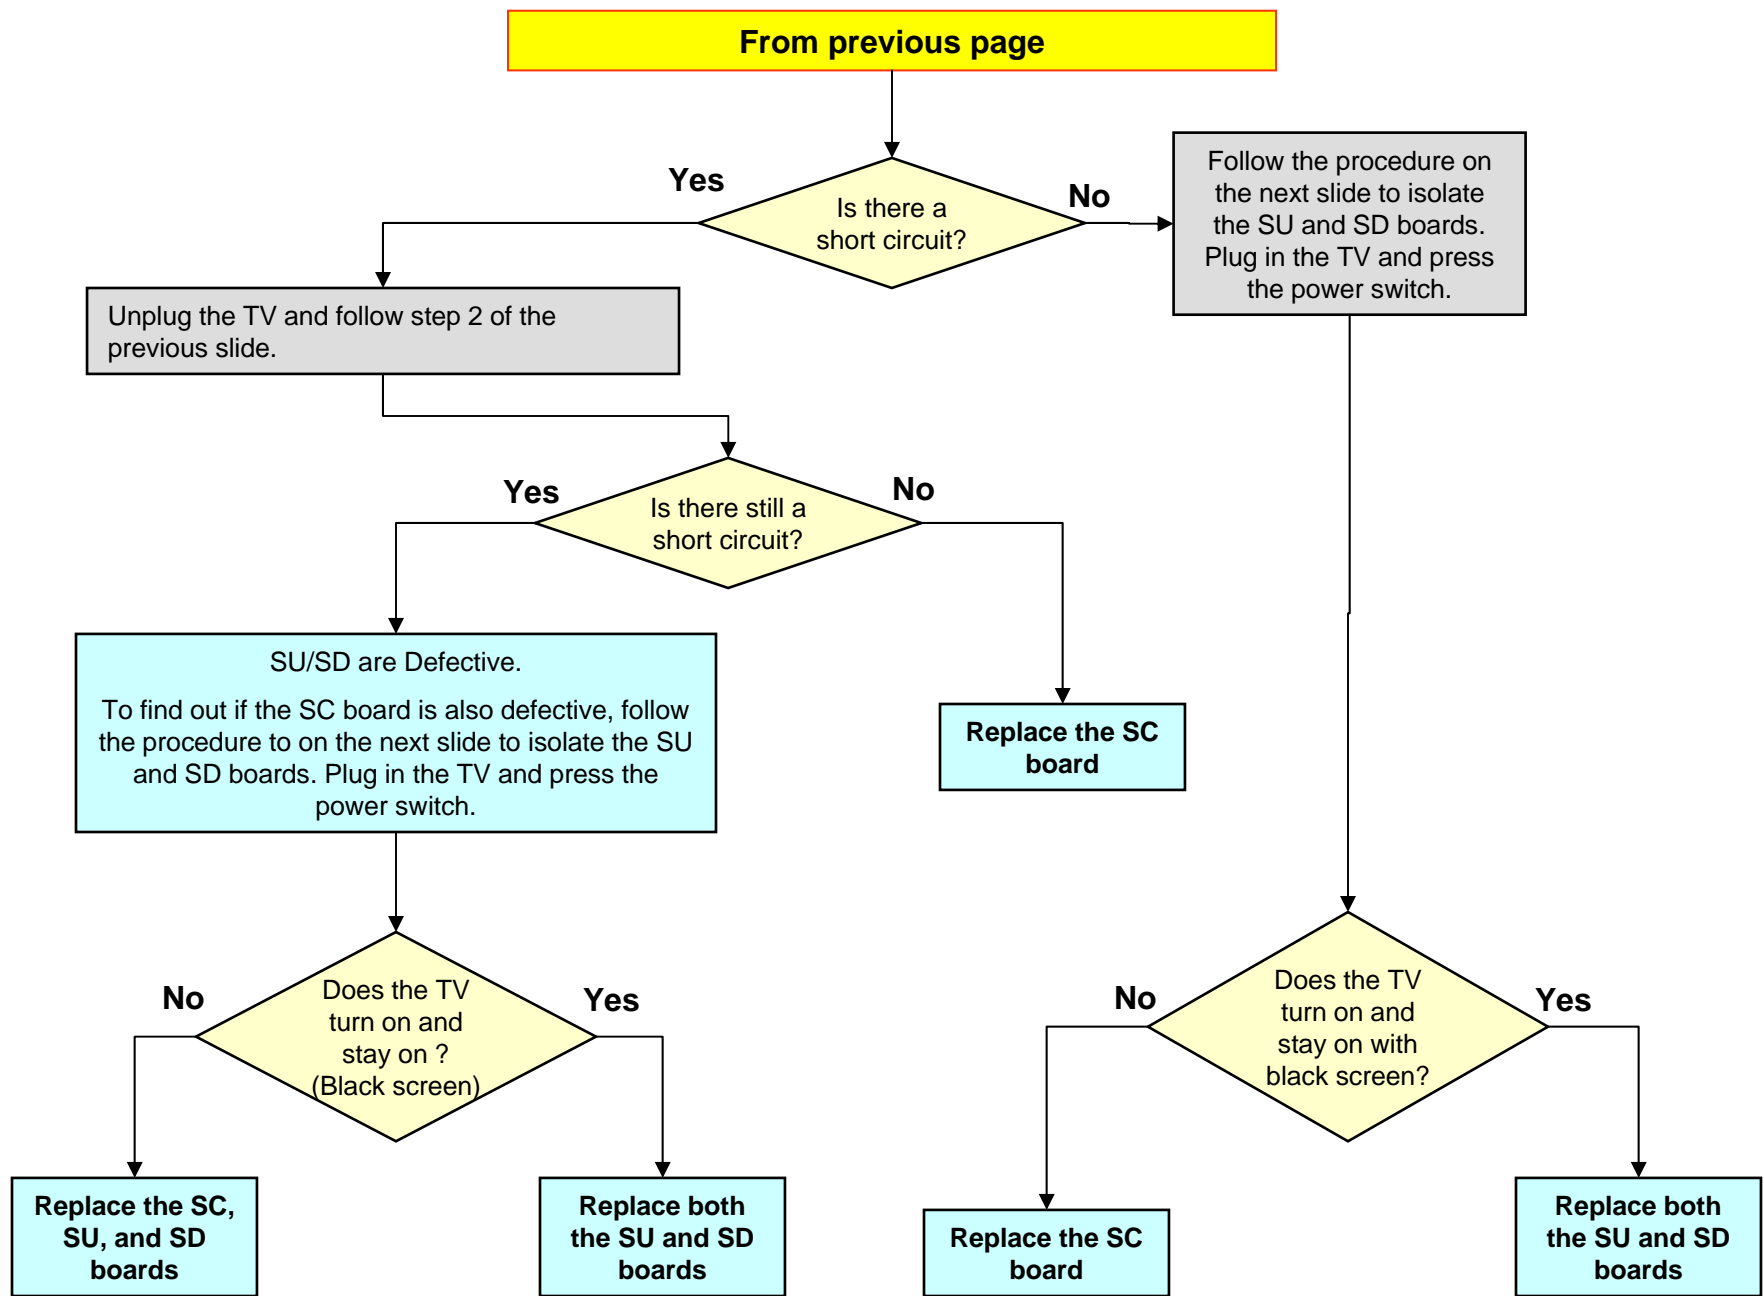 From previous page
Yes
No
Is there a
short circuit?
Follow the procedure on
the next slide to isolate
the SU and SD boards.
Plug in the TV and press
the power switch.
Unplug the TV and follow step 2 of the
previous slide.
Yes
No
Is there still a
short circuit?
SU/SD are Defective.
To find out if the SC board is also defective, follow
the procedure to on the next slide to isolate the SU
and SD boards. Plug in the TV and press the
power switch.
Replace the SC
board
No
Yes
Does the TV
turn on and
stay on ?
(Black screen)
No
Yes
Does the TV
turn on and
stay on with
black screen?
Replace the SC,
SU, and SD
boards
Replace both
the SU and SD
boards
Replace the SC
board
Replace both
the SU and SD
boards